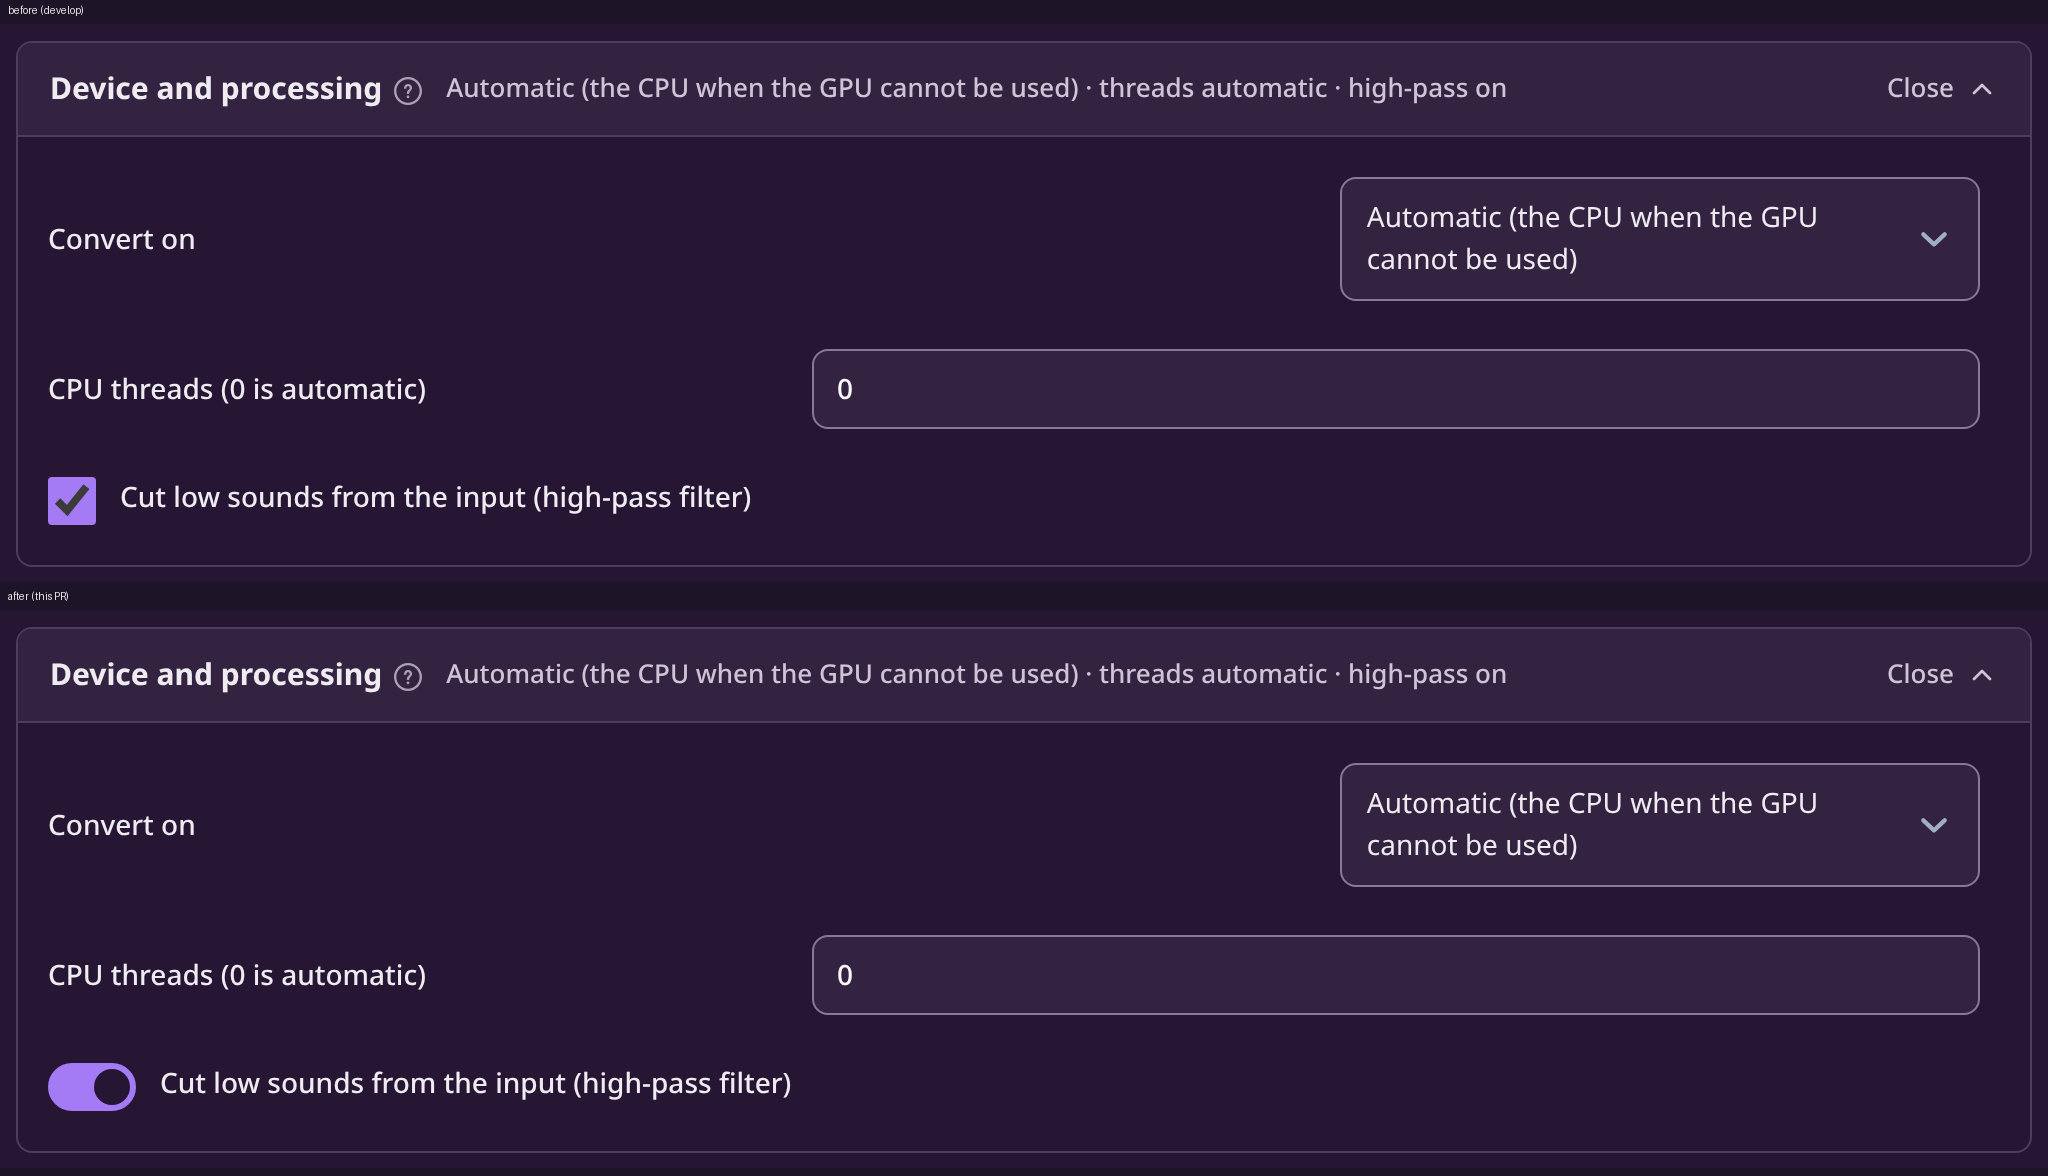 before (develop)
Device and processing ? Automatic (the CPU when the GPU cannot be used) · threads automatic · high-pass on Close
Convert on
Automatic (the CPU when the GPU
cannot be used)
CPU threads (0 is automatic) 0
Cut low sounds from the input (high-pass filter)
after (this PR)
Device and processing ? Automatic (the CPU when the GPU cannot be used) · threads automatic · high-pass on Close
Convert on
Automatic (the CPU when the GPU
cannot be used)
CPU threads (0 is automatic) 0
Cut low sounds from the input (high-pass filter)